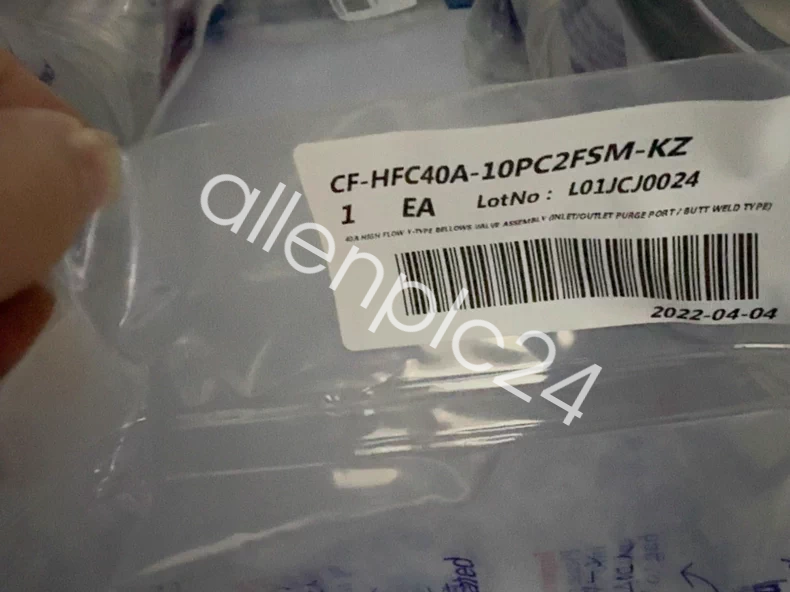 CF-HFC40A-10PC2FSM-KZ
1 EA LotNo : L01JCJ0024
40A HIGH FLOW Y-TYPE BELLOWS VALVE ASSEMBLY (INLET/OUTLET PURGE PORT / BUTT WELD TYPE)
2022-04-04
allenplc24